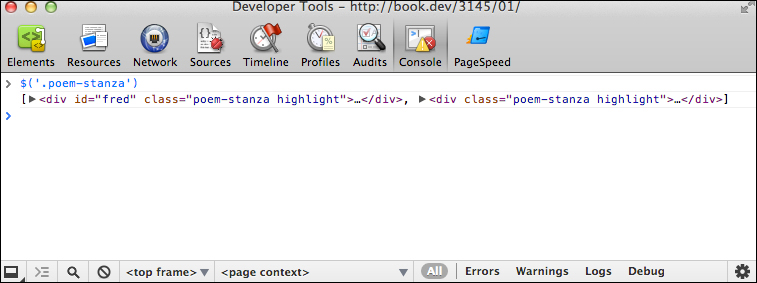 Developer Tools - http://book.dev/3145/01/
Elements Resources Network Sources Timeline Profiles Audits Console PageSpeed
> $('.poem-stanza')
[▶<div id="fred" class="poem-stanza highlight">…</div>, ▶<div class="poem-stanza highlight">…</div>]
>
<top frame> ▼ <page context> ▼ All Errors Warnings Logs Debug